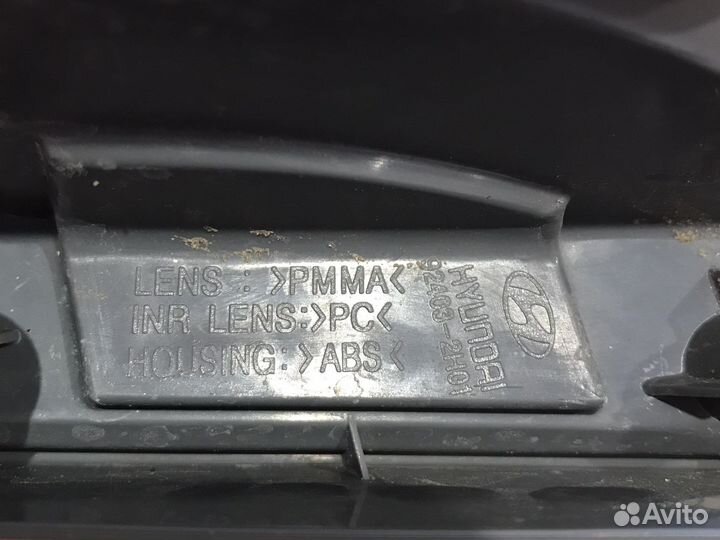 LENS : >PMMA<
INR LENS:>PC<
HOUSING: >ABS<
HYUNDAI
92403-2H01
Avito